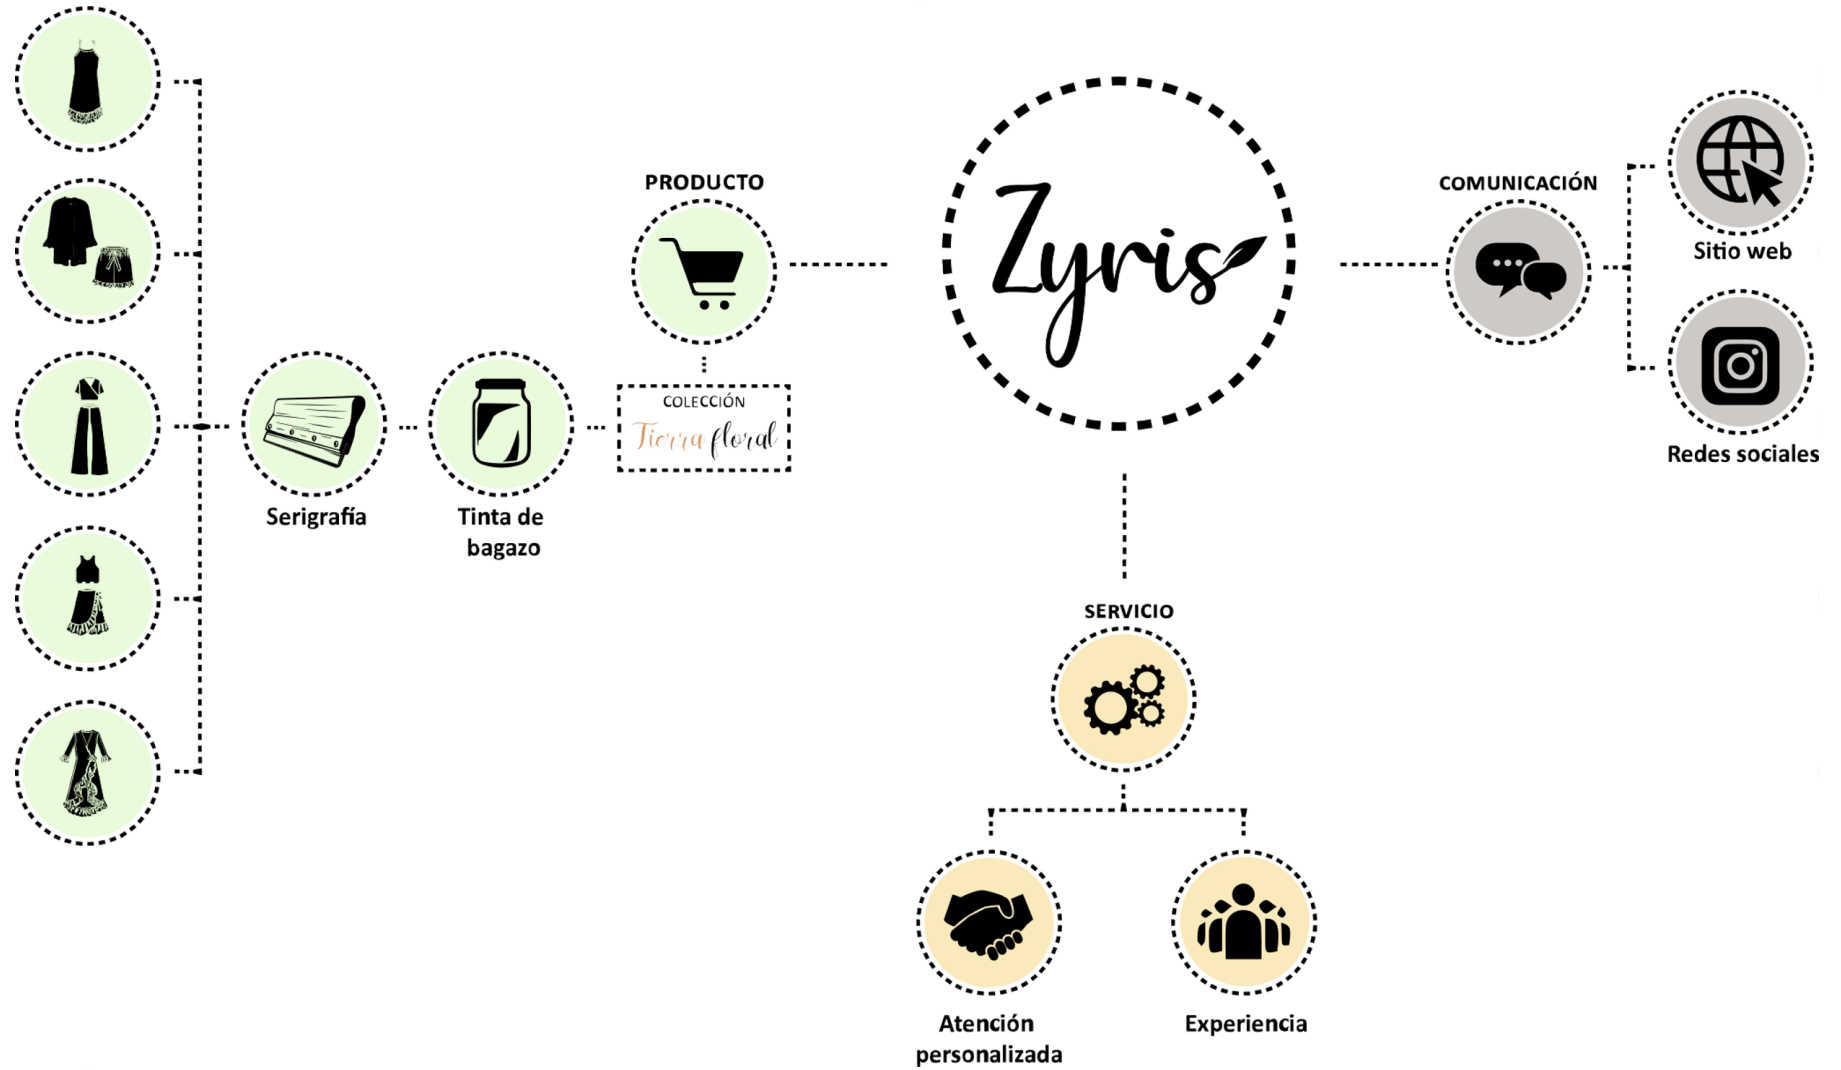 PRODUCTO
COLECCIÓN
Tierra floral
Serigrafía
Tinta de
bagazo
Zyris
COMUNICACIÓN
Sitio web
Redes sociales
SERVICIO
Atención
personalizada
Experiencia